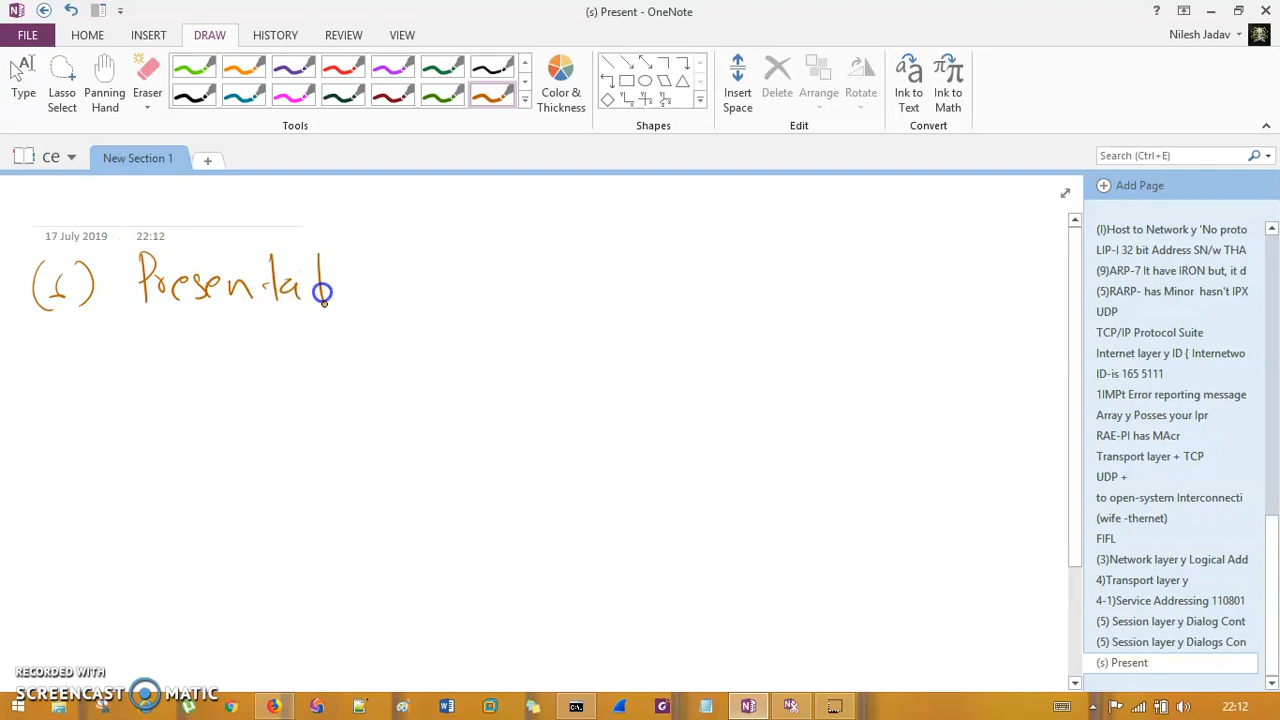 (s) Present - OneNote
FILE HOME INSERT DRAW HISTORY REVIEW VIEW Nilesh Jadav
Type Lasso Select Panning Hand Eraser Color & Thickness Insert Space Delete Arrange Rotate Ink to Text Ink to Math
Tools Shapes Edit Convert
ce New Section 1 Search (Ctrl+E)
Add Page
17 July 2019 22:12
Presentat
(I)Host to Network y 'No proto
LIP-I 32 bit Address SN/w THA
(9)ARP-7 It have IRON but, it d
(5)RARP- has Minor hasn't IPX
UDP
TCP/IP Protocol Suite
Internet layer y ID { Internetwo
ID-is 165 5111
1IMPt Error reporting message
Array y Posses your Ipr
RAE-PI has MAcr
Transport layer + TCP
UDP +
to open-system Interconnecti
(wife -thernet)
FIFL
(3)Network layer y Logical Add
4)Transport layer y
4-1)Service Addressing 110801
(5) Session layer y Dialog Cont
(5) Session layer y Dialogs Con
(s) Present
RECORDED WITH
SCREENCAST MATIC
22:12